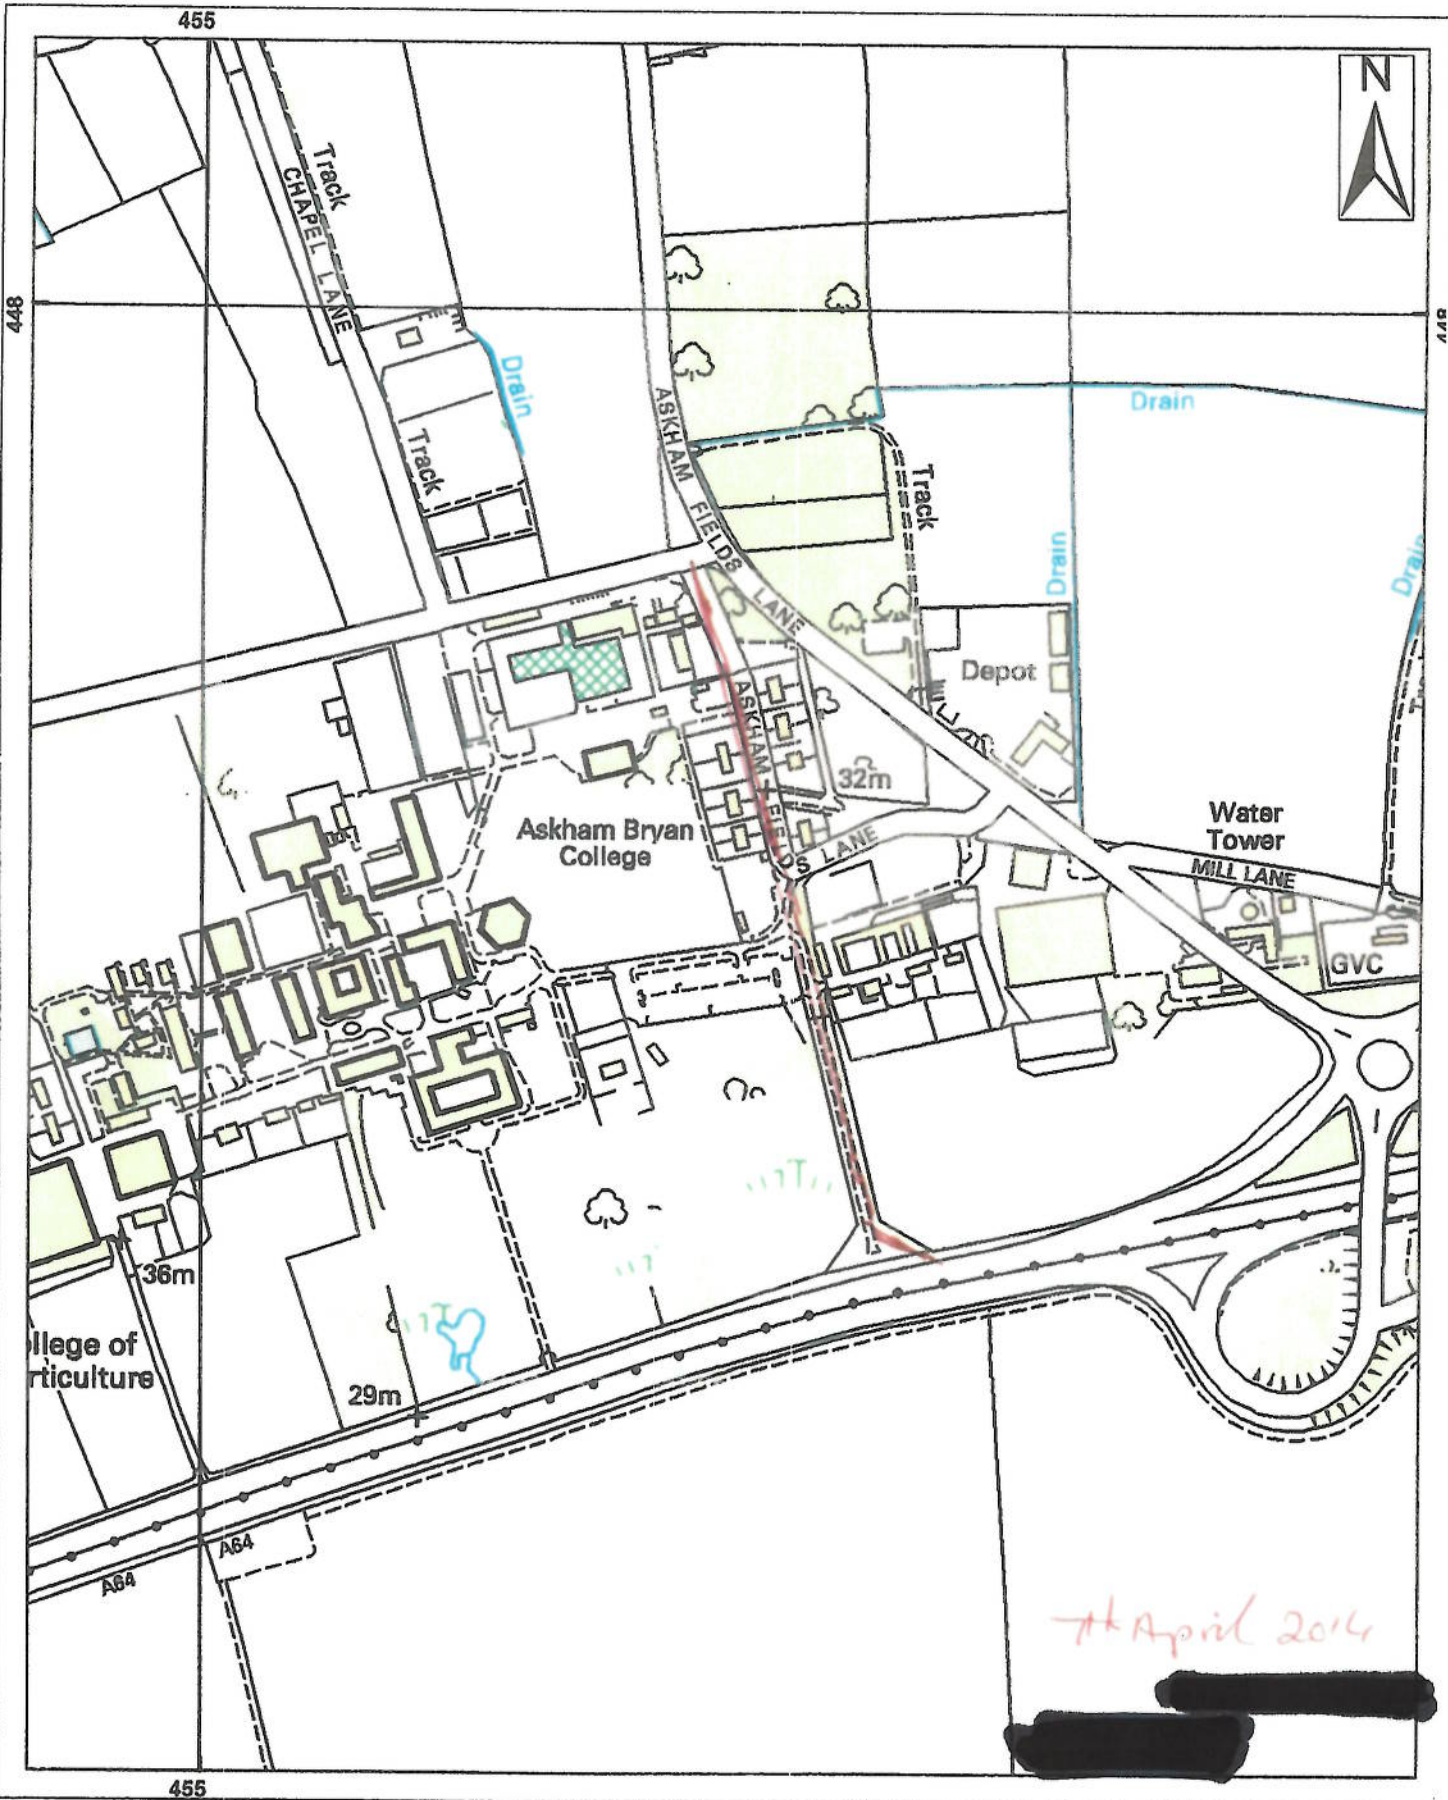 455
N
Track
CHAPEL LANE
448
448
Drain
ASKHAM FIELDS LANE
Drain
Track
Track
Drain
Drain
Depot
ASKHAM FIELDS LANE
32m
Askham Bryan
College
Water
Tower
MILL LANE
GVC
36m
llege of
rticulture
29m
A64
A64
7th April 2014
455